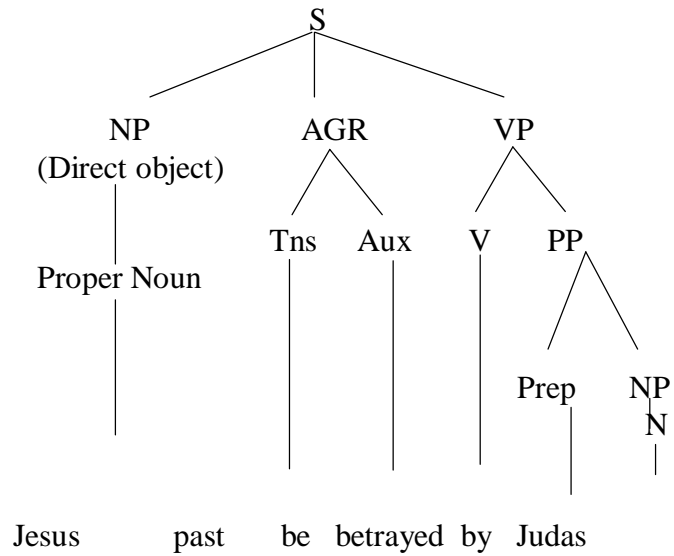 S
NP AGR VP
(Direct object)
Tns Aux V PP
Proper Noun
Prep NP
N
Jesus past be betrayed by Judas